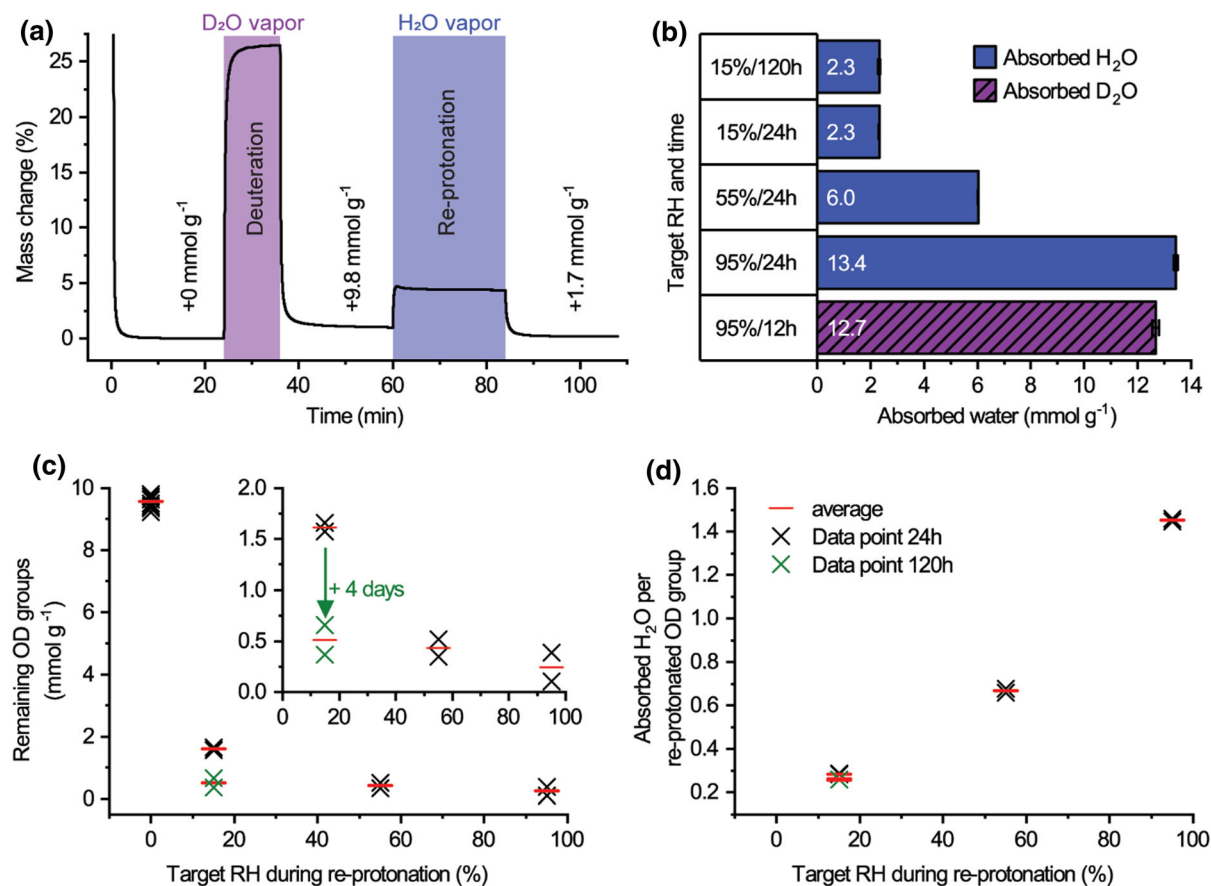 (a)
D₂O vapor
H₂O vapor
25
20
15
10
5
0
Mass change (%)
+0 mmol g⁻¹
Deuteration
+9.8 mmol g⁻¹
Re-protonation
+1.7 mmol g⁻¹
0 20 40 60 80 100
Time (min)
(b)
Target RH and time
15%/120h
2.3
15%/24h
2.3
55%/24h
6.0
95%/24h
13.4
95%/12h
12.7
Absorbed H₂O
Absorbed D₂O
0 2 4 6 8 10 12 14
Absorbed water (mmol g⁻¹)
(c)
Remaining OD groups
(mmol g⁻¹)
10
8
6
4
2
0
2.0
1.5
1.0
0.5
0.0
+ 4 days
0 20 40 60 80 100
0 20 40 60 80 100
Target RH during re-protonation (%)
(d)
Absorbed H₂O per
re-protonated OD group
1.6
1.4
1.2
1.0
0.8
0.6
0.4
0.2
average
Data point 24h
Data point 120h
0 20 40 60 80 100
Target RH during re-protonation (%)